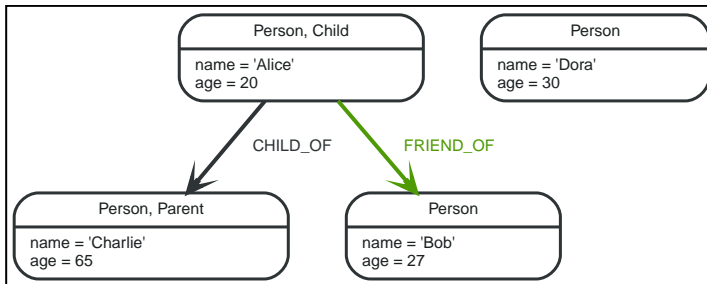 Person, Child
name = 'Alice'
age = 20
Person
name = 'Dora'
age = 30
CHILD_OF
FRIEND_OF
Person, Parent
name = 'Charlie'
age = 65
Person
name = 'Bob'
age = 27